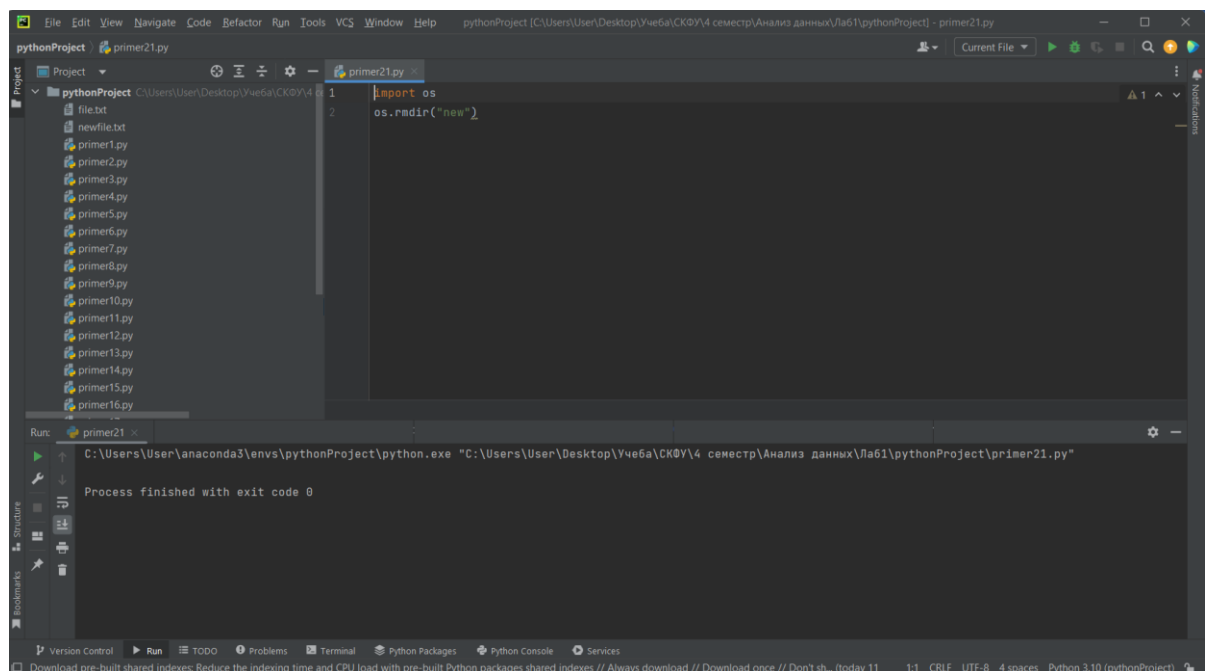 File Edit View Navigate Code Refactor Run Tools VCS Window Help pythonProject [C:\Users\User\Desktop\Учеба\СКФУ\4 семестр\Анализ данных\Лаб1\pythonProject] - primer21.py
pythonProject primer21.py Current File
Project primer21.py
Project
pythonProject C:\Users\User\Desktop\Учеба\СКФУ\4
file.txt
newfile.txt
primer1.py
primer2.py
primer3.py
primer4.py
primer5.py
primer6.py
primer7.py
primer8.py
primer9.py
primer10.py
primer11.py
primer12.py
primer13.py
primer14.py
primer15.py
primer16.py
1 import os
2 os.rmdir("new")
1
Notifications
Run: primer21
C:\Users\User\anaconda3\envs\pythonProject\python.exe "C:\Users\User\Desktop\Учеба\СКФУ\4 семестр\Анализ данных\Лаб1\pythonProject\primer21.py"
Process finished with exit code 0
Structure
Bookmarks
Version Control Run TODO Problems Terminal Python Packages Python Console Services
Download pre-built shared indexes: Reduce the indexing time and CPU load with pre-built Python packages shared indexes // Always download // Download once // Don't sh... (today 11 1:1 CRLF UTF-8 4 spaces Python 3.10 (pythonProject)